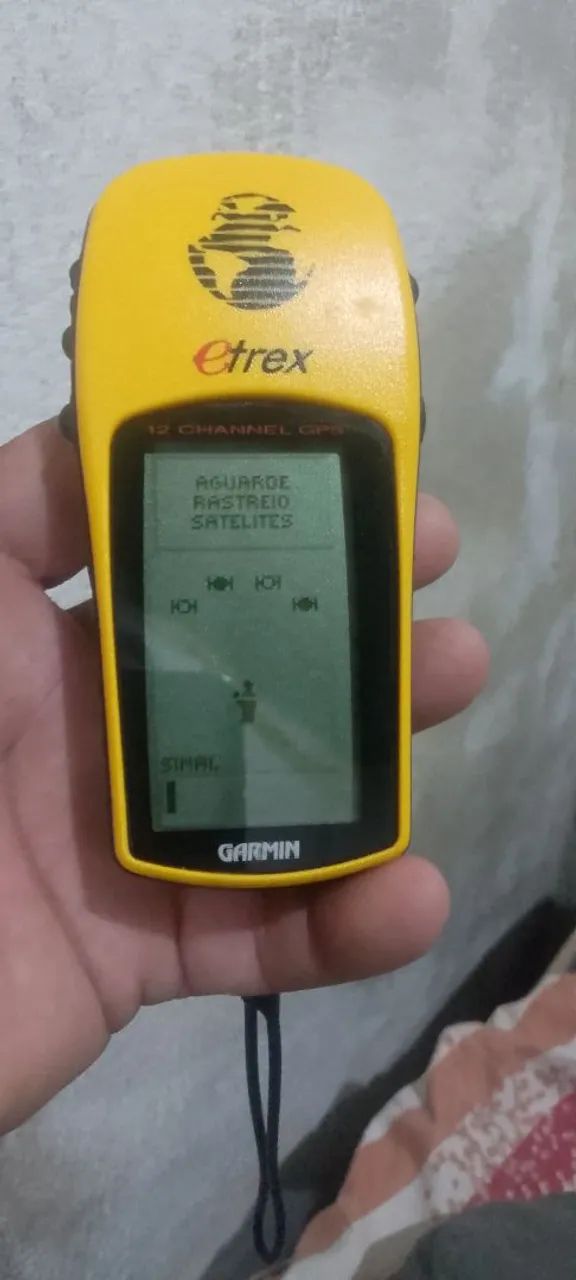 etrex
12 CHANNEL GPS
AGUARDE
RASTREIO
SATELITES
SINAL
GARMIN